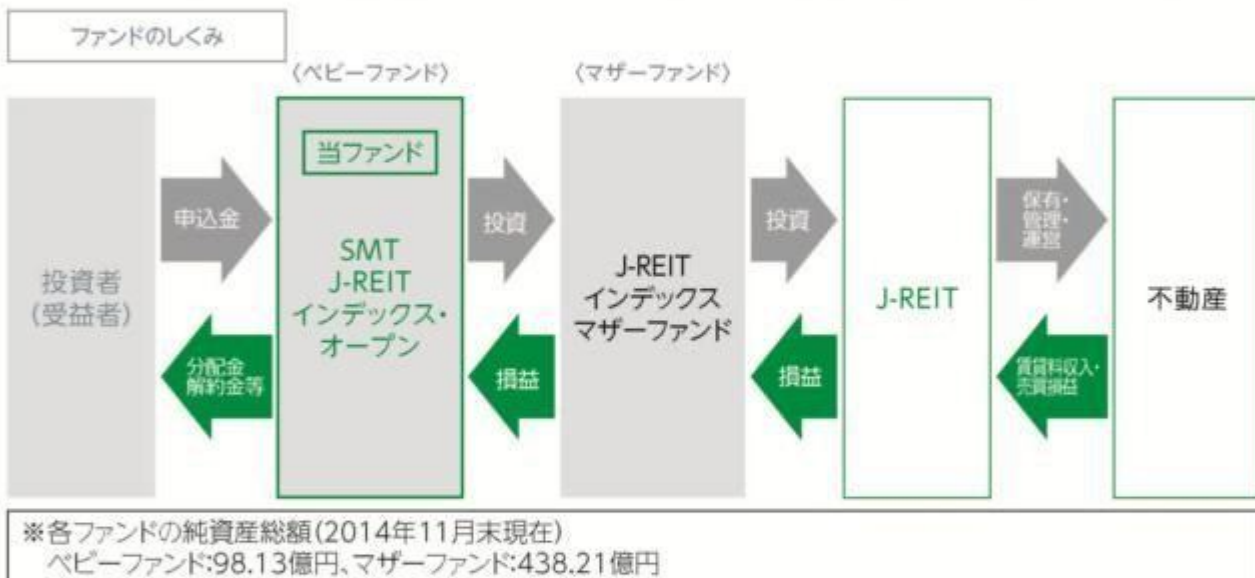 ファンドのしくみ
〈ベビーファンド〉
〈マザーファンド〉
投資者
(受益者)
申込金
分配金
解約金等
当ファンド
SMT
J-REIT
インデックス・
オープン
投資
損益
J-REIT
インデックス
マザーファンド
投資
損益
J-REIT
保有・
管理・
運営
賃貸料収入・
売買損益
不動産
※各ファンドの純資産総額(2014年11月末現在)
ベビーファンド:98.13億円、マザーファンド:438.21億円